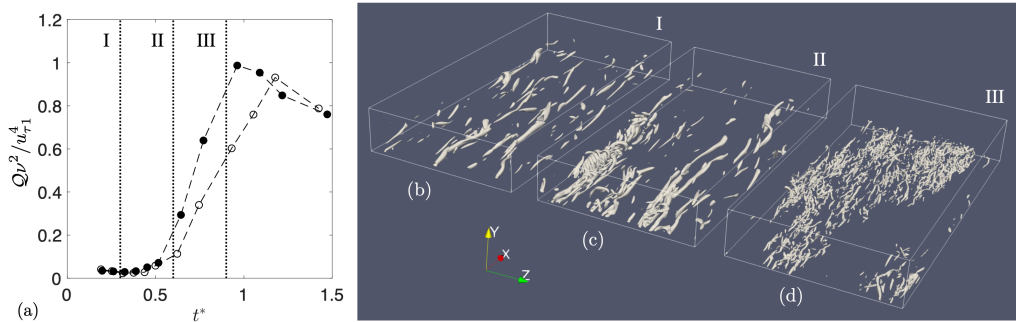 1.2
1
0.8
0.6
0.4
0.2
0
0
0.5
1
1.5
I
II
III
𝒬ν²/u⁴τ1
t*
(a)
I
(b)
II
(c)
III
(d)
Y
X
Z